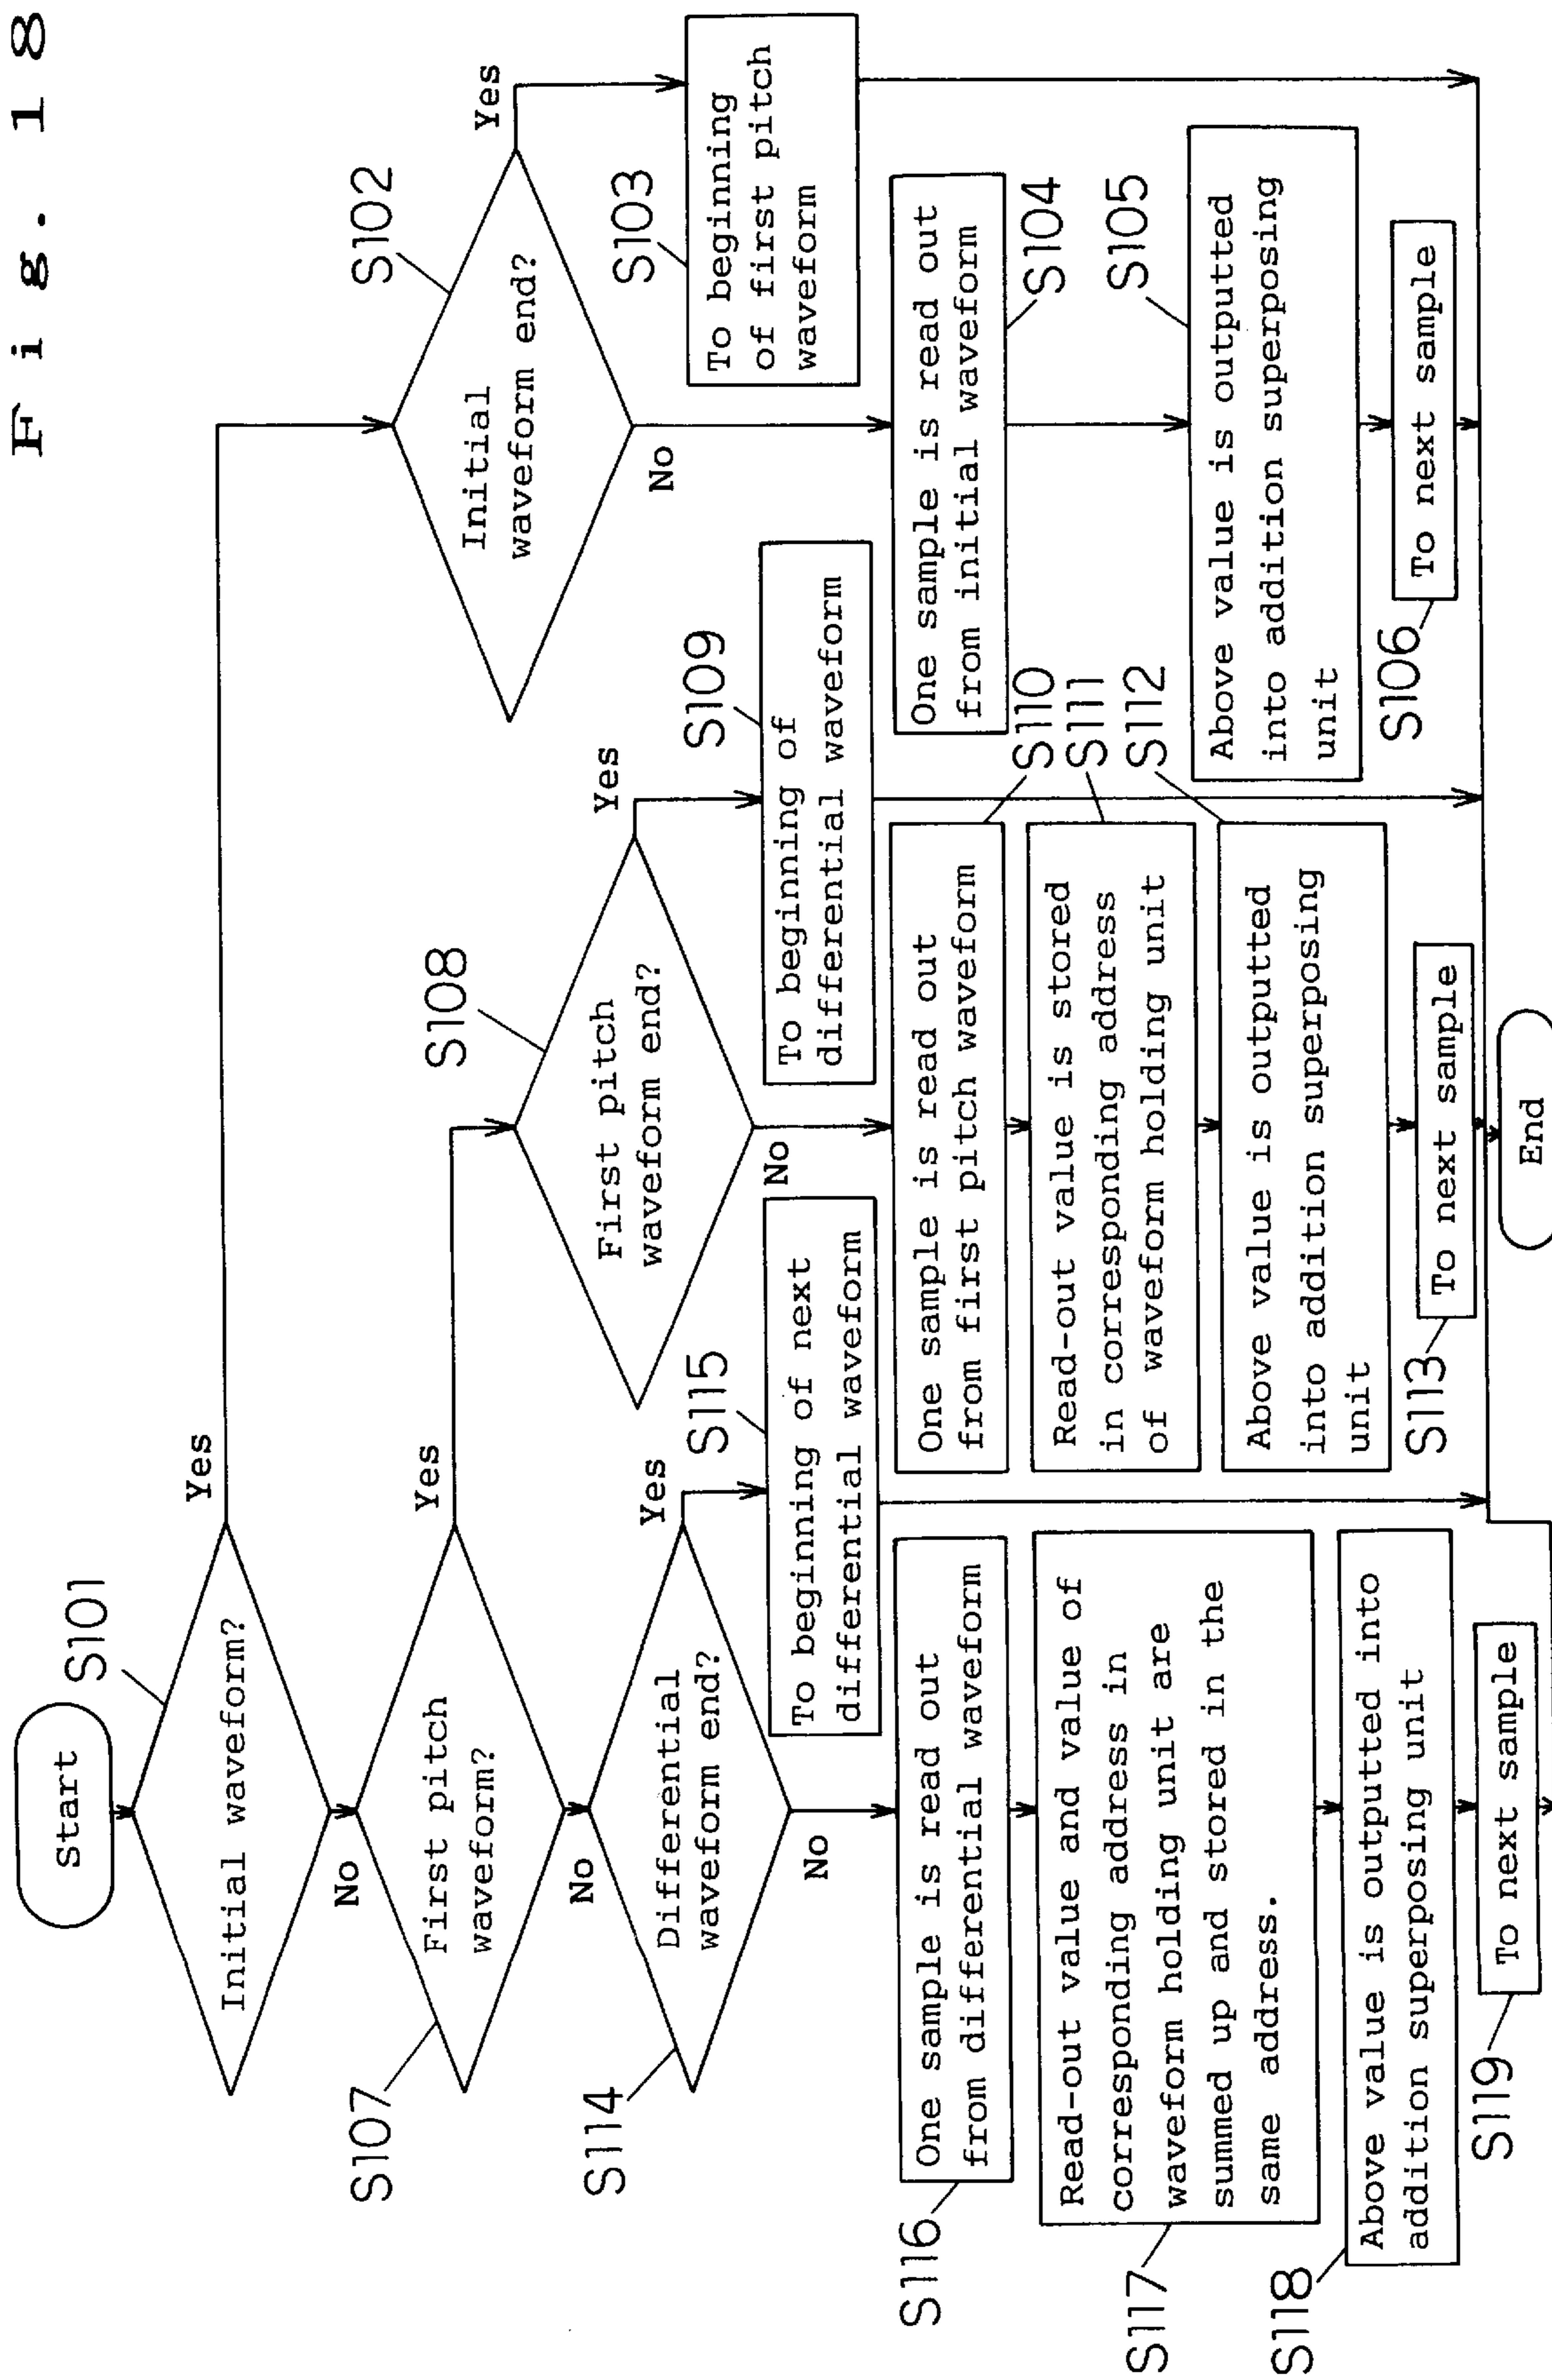 Fig. 18
Start
S101
Initial waveform?
Yes
No
S102
Initial
waveform end?
Yes
No
S103
To beginning
of first pitch
waveform
One sample is read out
from initial waveform
S104
S105
Above value is outputted
into addition superposing
unit
To next sample
S106
S107
First pitch
waveform?
Yes
No
S108
First pitch
waveform end?
Yes
No
S109
To beginning of
differential waveform
One sample is read out
from first pitch waveform
S110
Read-out value is stored
in corresponding address
of waveform holding unit
S111
Above value is outputted
into addition superposing
unit
S112
To next sample
S113
S114
Differential
waveform end?
Yes
No
S115
To beginning of next
differential waveform
One sample is read out
from differential waveform
S116
Read-out value and value of
corresponding address in
waveform holding unit are
summed up and stored in the
same address.
S117
Above value is outputted into
addition superposing unit
S118
To next sample
S119
End